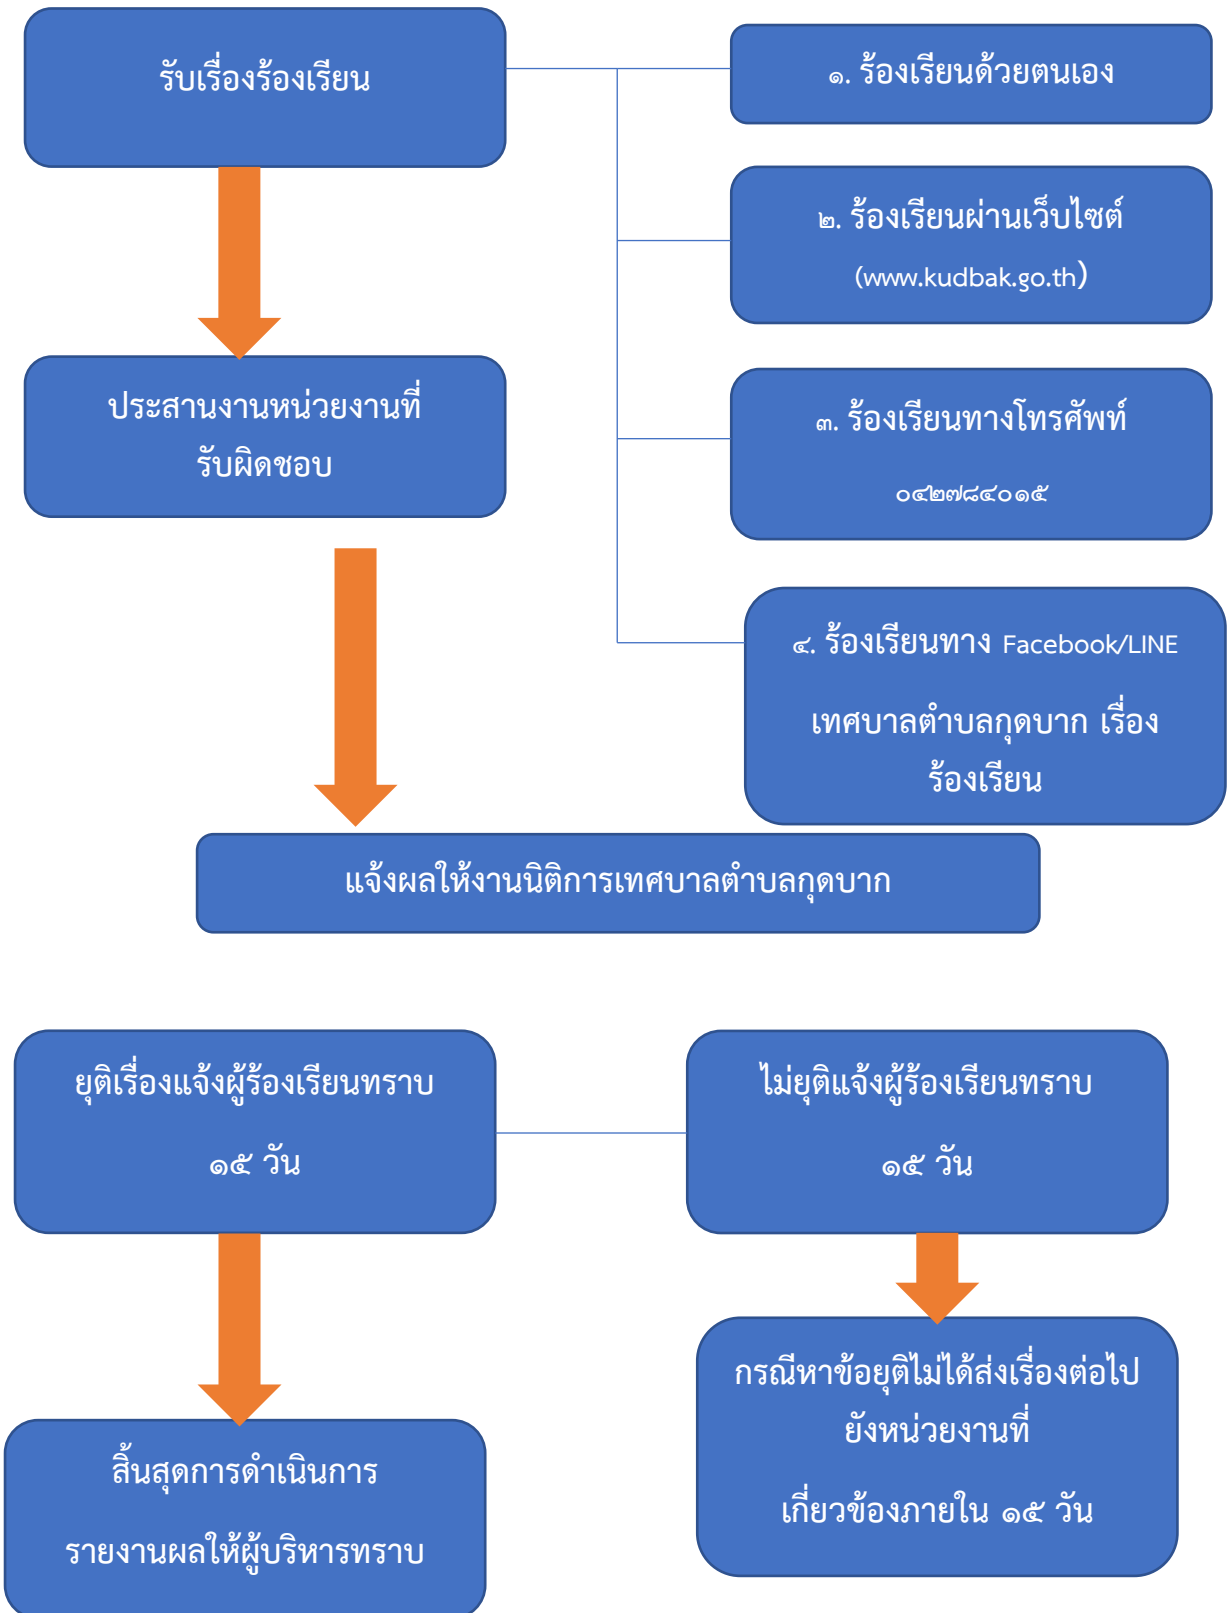 รับเรื่องร้องเรียน
๑. ร้องเรียนด้วยตนเอง
๒. ร้องเรียนผ่านเว็บไซต์
(www.kudbak.go.th)
ประสานงานหน่วยงานที่
รับผิดชอบ
๓. ร้องเรียนทางโทรศัพท์
๐๔๒๗๘๔๐๑๕
๔. ร้องเรียนทาง Facebook/LINE
เทศบาลตำบลกุดบาก เรื่อง
ร้องเรียน
แจ้งผลให้งานนิติการเทศบาลตำบลกุดบาก
ยุติเรื่องแจ้งผู้ร้องเรียนทราบ
๑๕ วัน
ไม่ยุติแจ้งผู้ร้องเรียนทราบ
๑๕ วัน
สิ้นสุดการดำเนินการ
รายงานผลให้ผู้บริหารทราบ
กรณีหาข้อยุติไม่ได้ส่งเรื่องต่อไป
ยังหน่วยงานที่
เกี่ยวข้องภายใน ๑๕ วัน